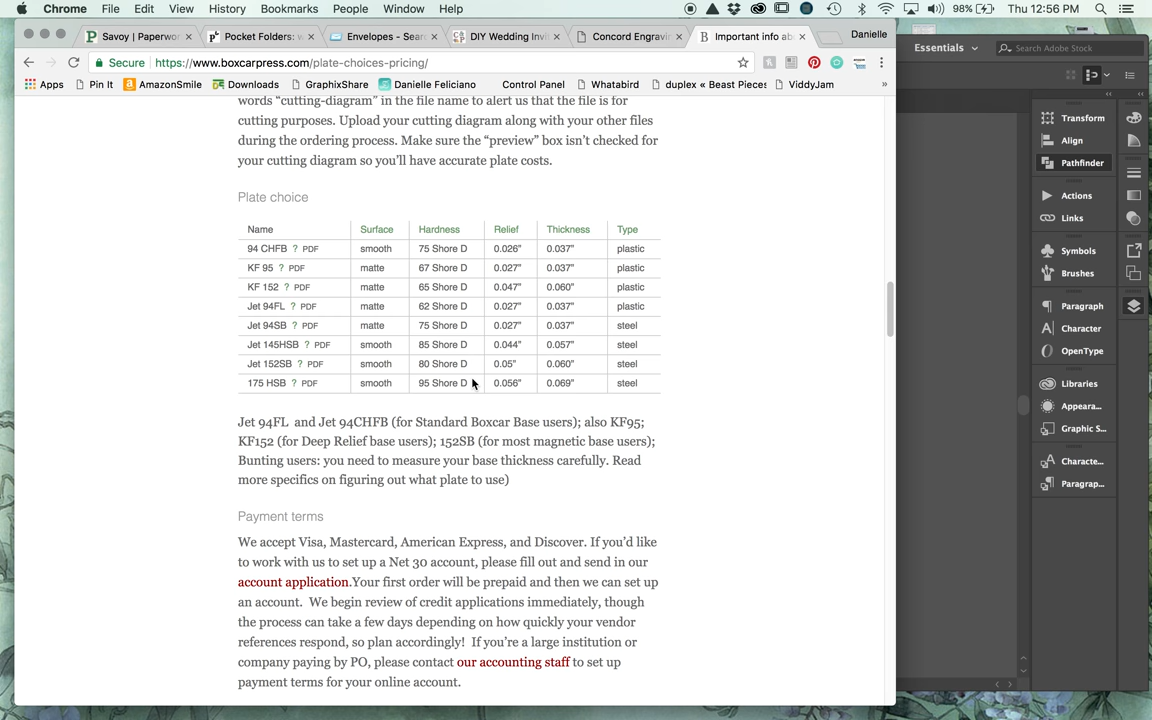 Chrome File Edit View History Bookmarks People Window Help 98% Thu 12:56 PM
Savoy | Paperwor × Pocket Folders: w × Envelopes - Sear × DIY Wedding Invi × Concord Engravin × Important info abo × Danielle
Secure https://www.boxcarpress.com/plate-choices-pricing/
Apps Pin It AmazonSmile Downloads GraphixShare Danielle Feliciano Control Panel Whatabird duplex « Beast Pieces ViddyJam »
words “cutting-diagram” in the file name to alert us that the file is for
cutting purposes. Upload your cutting diagram along with your other files
during the ordering process. Make sure the “preview” box isn’t checked for
your cutting diagram so you’ll have accurate plate costs.
Plate choice
Name Surface Hardness Relief Thickness Type
94 CHFB ? PDF smooth 75 Shore D 0.026" 0.037" plastic
KF 95 ? PDF matte 67 Shore D 0.027" 0.037" plastic
KF 152 ? PDF matte 65 Shore D 0.047" 0.060" plastic
Jet 94FL ? PDF matte 62 Shore D 0.027" 0.037" plastic
Jet 94SB ? PDF matte 75 Shore D 0.027" 0.037" steel
Jet 145HSB ? PDF smooth 85 Shore D 0.044" 0.057" steel
Jet 152SB ? PDF smooth 80 Shore D 0.05" 0.060" steel
175 HSB ? PDF smooth 95 Shore D 0.056" 0.069" steel
Jet 94FL and Jet 94CHFB (for Standard Boxcar Base users); also KF95;
KF152 (for Deep Relief base users); 152SB (for most magnetic base users);
Bunting users: you need to measure your base thickness carefully. Read
more specifics on figuring out what plate to use)
Payment terms
We accept Visa, Mastercard, American Express, and Discover. If you’d like
to work with us to set up a Net 30 account, please fill out and send in our
account application.Your first order will be prepaid and then we can set up
an account. We begin review of credit applications immediately, though
the process can take a few days depending on how quickly your vendor
references respond, so plan accordingly! If you’re a large institution or
company paying by PO, please contact our accounting staff to set up
payment terms for your online account.
Essentials Search Adobe Stock
Transform
Align
Pathfinder
Actions
Links
Symbols
Brushes
Paragraph
Character
OpenType
Libraries
Appeara...
Graphic S...
Characte...
Paragrap...